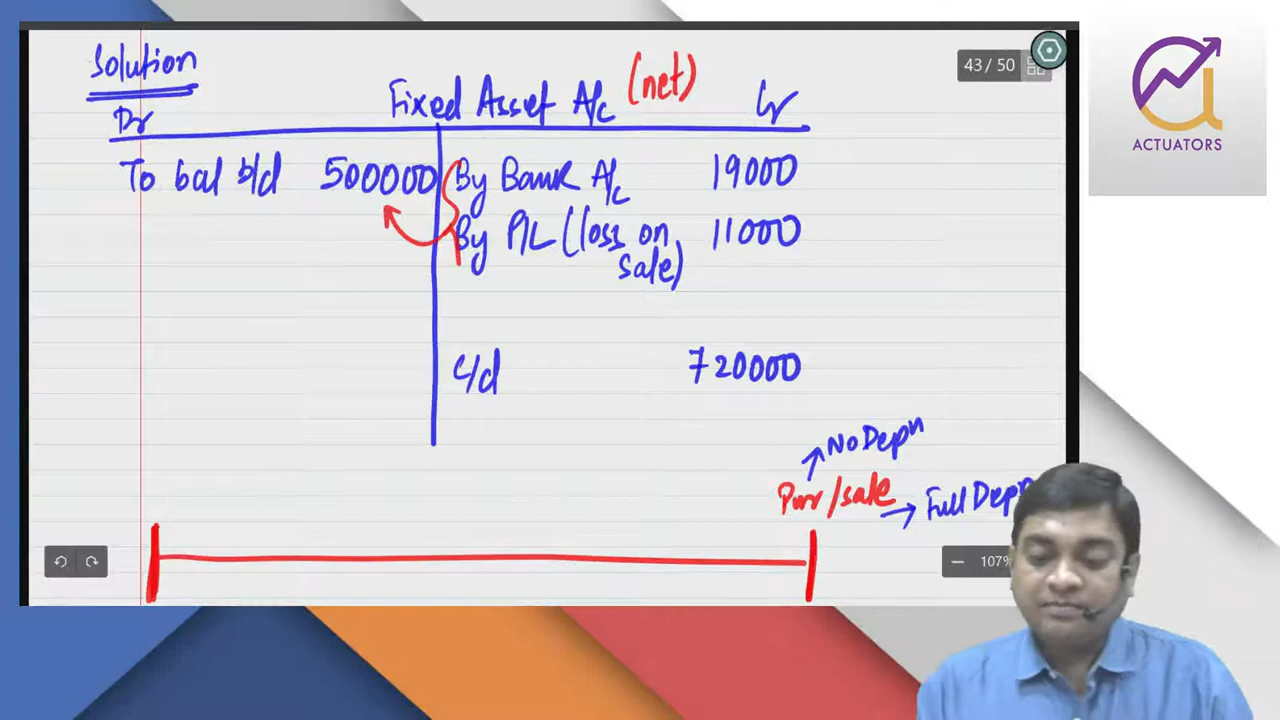 Solution
43 / 50
Fixed Asset A/c (net)
Dr
Cr
ACTUATORS
To bal b/d 500000
By Bank A/c 19000
By P/L (loss on sale) 11000
c/d 720000
No Depn
Pur/sale → Full Depn
107%